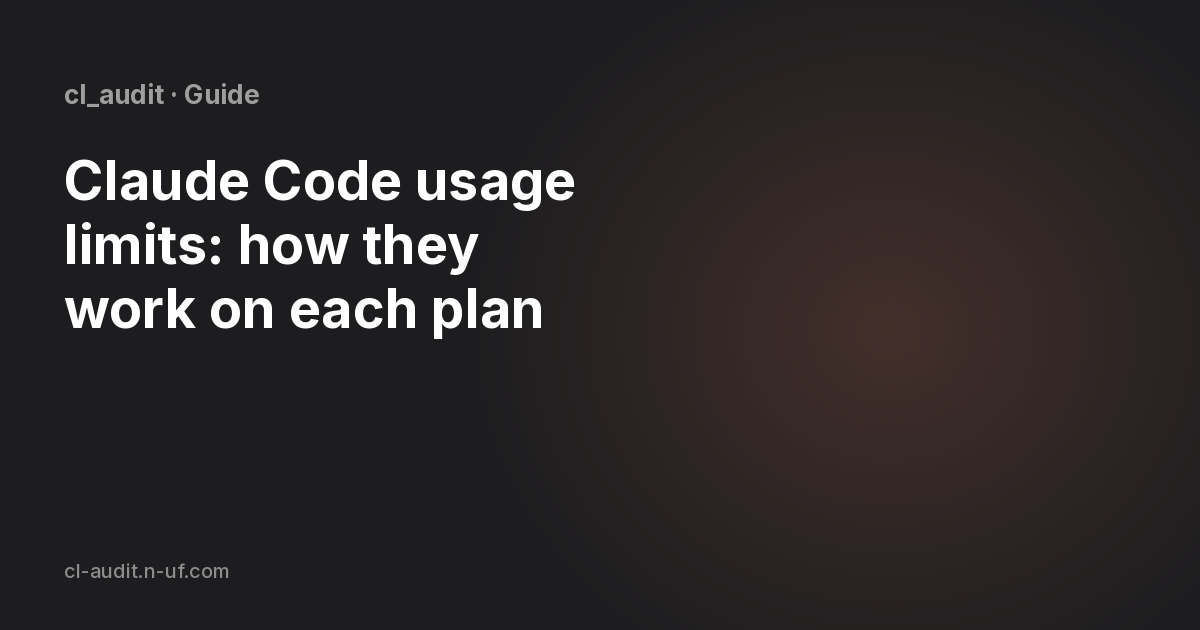 cl_audit · Guide
Claude Code usage
limits: how they
work on each plan
cl-audit.n-uf.com